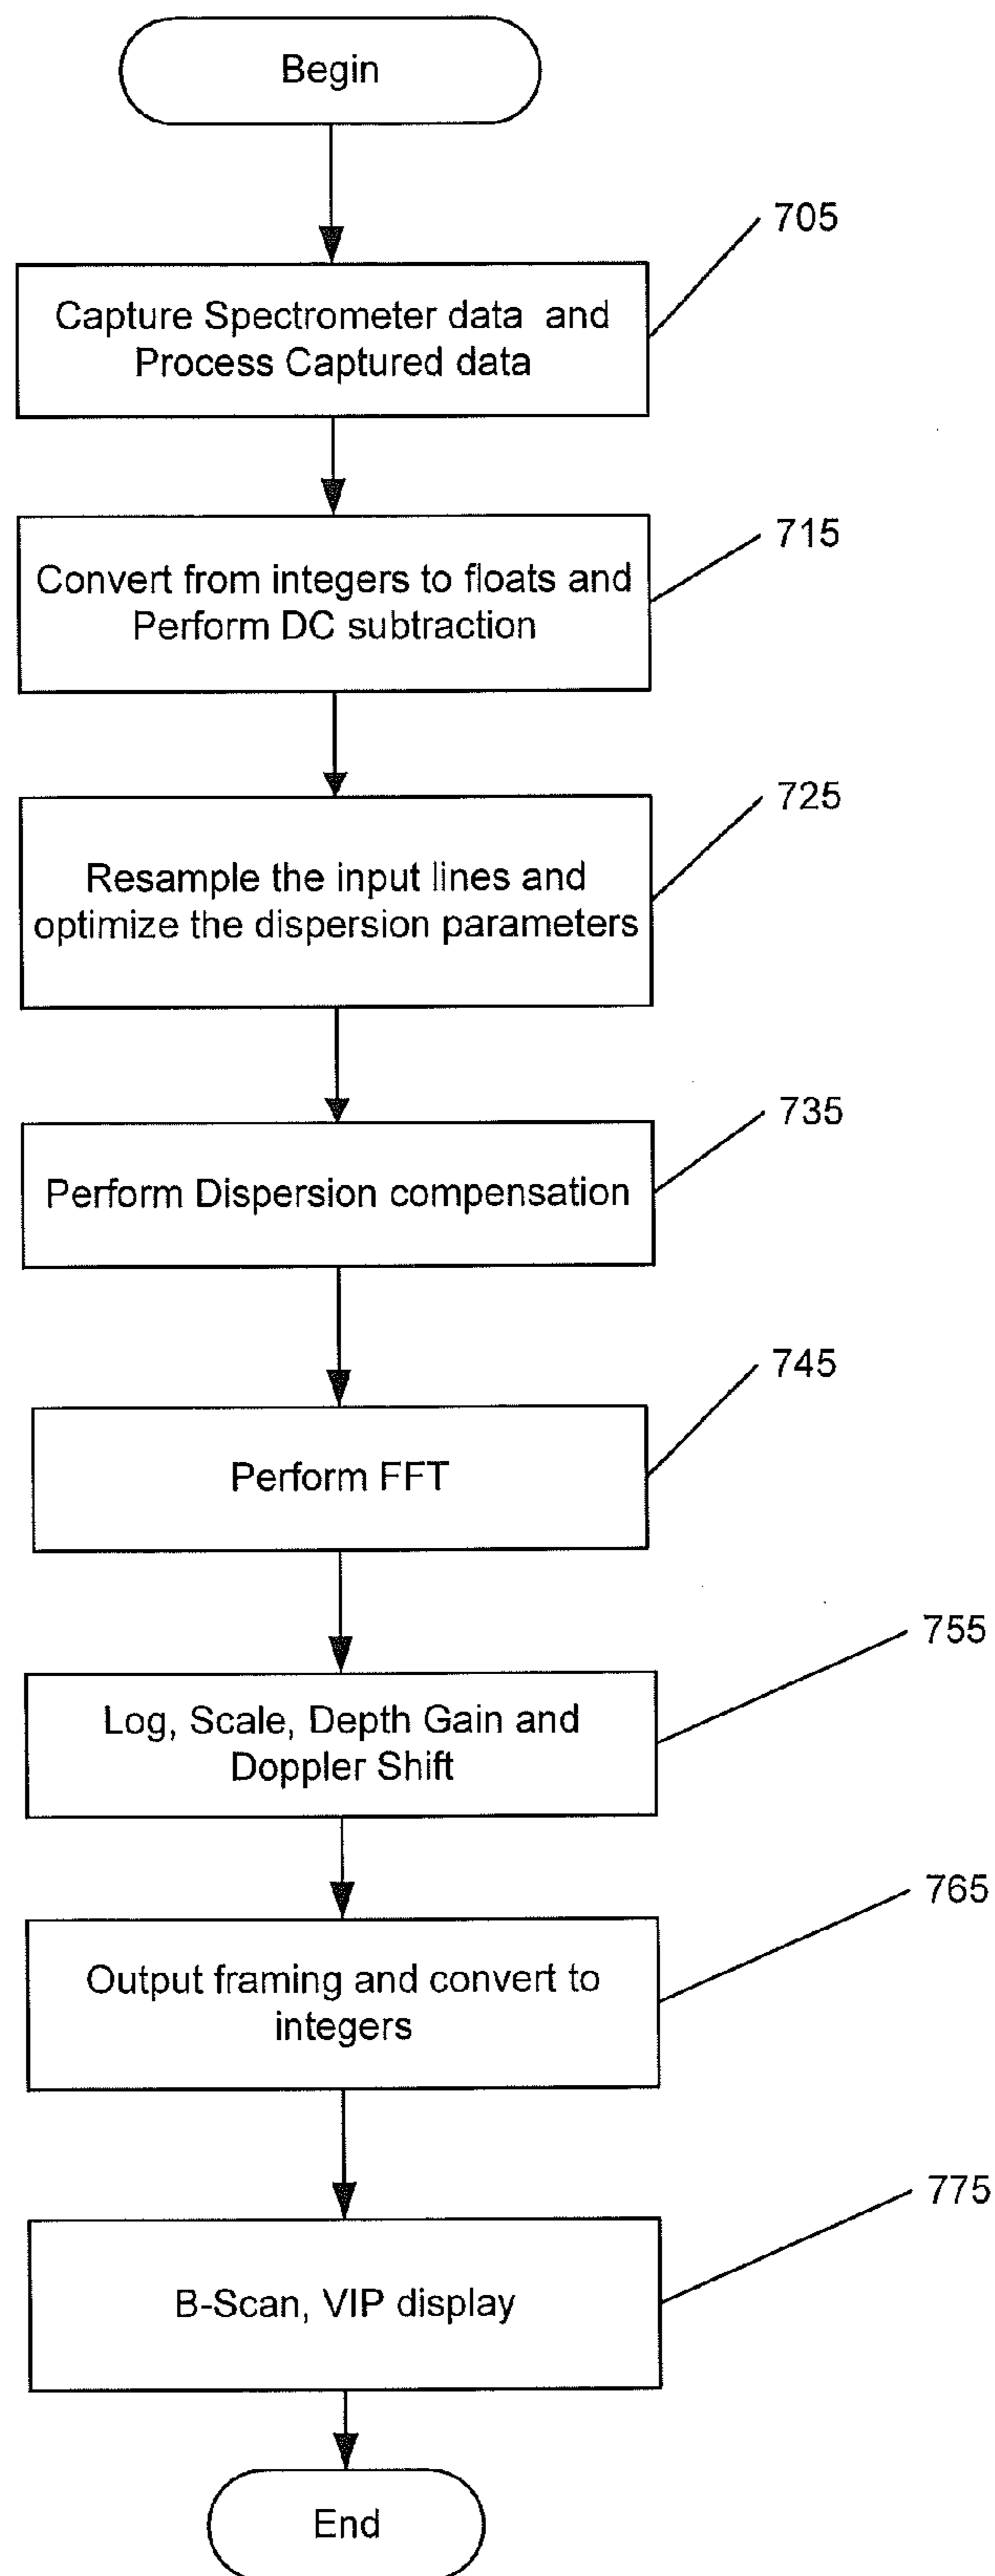 Begin
705
Capture Spectrometer data and
Process Captured data
715
Convert from integers to floats and
Perform DC subtraction
725
Resample the input lines and
optimize the dispersion parameters
735
Perform Dispersion compensation
745
Perform FFT
755
Log, Scale, Depth Gain and
Doppler Shift
765
Output framing and convert to
integers
775
B-Scan, VIP display
End